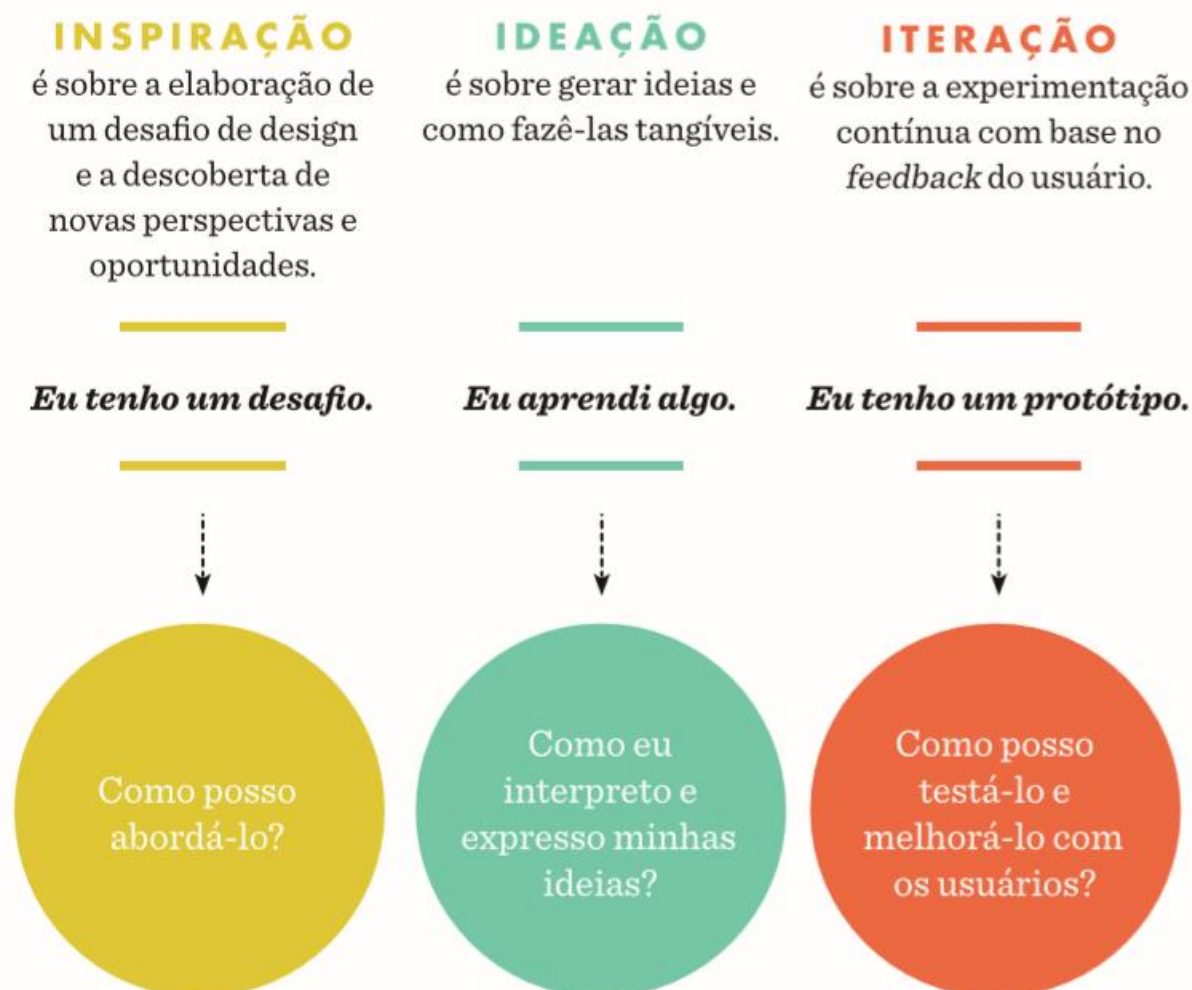 INSPIRAÇÃO
é sobre a elaboração de
um desafio de design
e a descoberta de
novas perspectivas e
oportunidades.
Eu tenho um desafio.
Como posso
abordá-lo?
IDEAÇÃO
é sobre gerar ideias e
como fazê-las tangíveis.
Eu aprendi algo.
Como eu
interpreto e
expresso minhas
ideias?
ITERAÇÃO
é sobre a experimentação
contínua com base no
feedback do usuário.
Eu tenho um protótipo.
Como posso
testá-lo e
melhorá-lo com
os usuários?